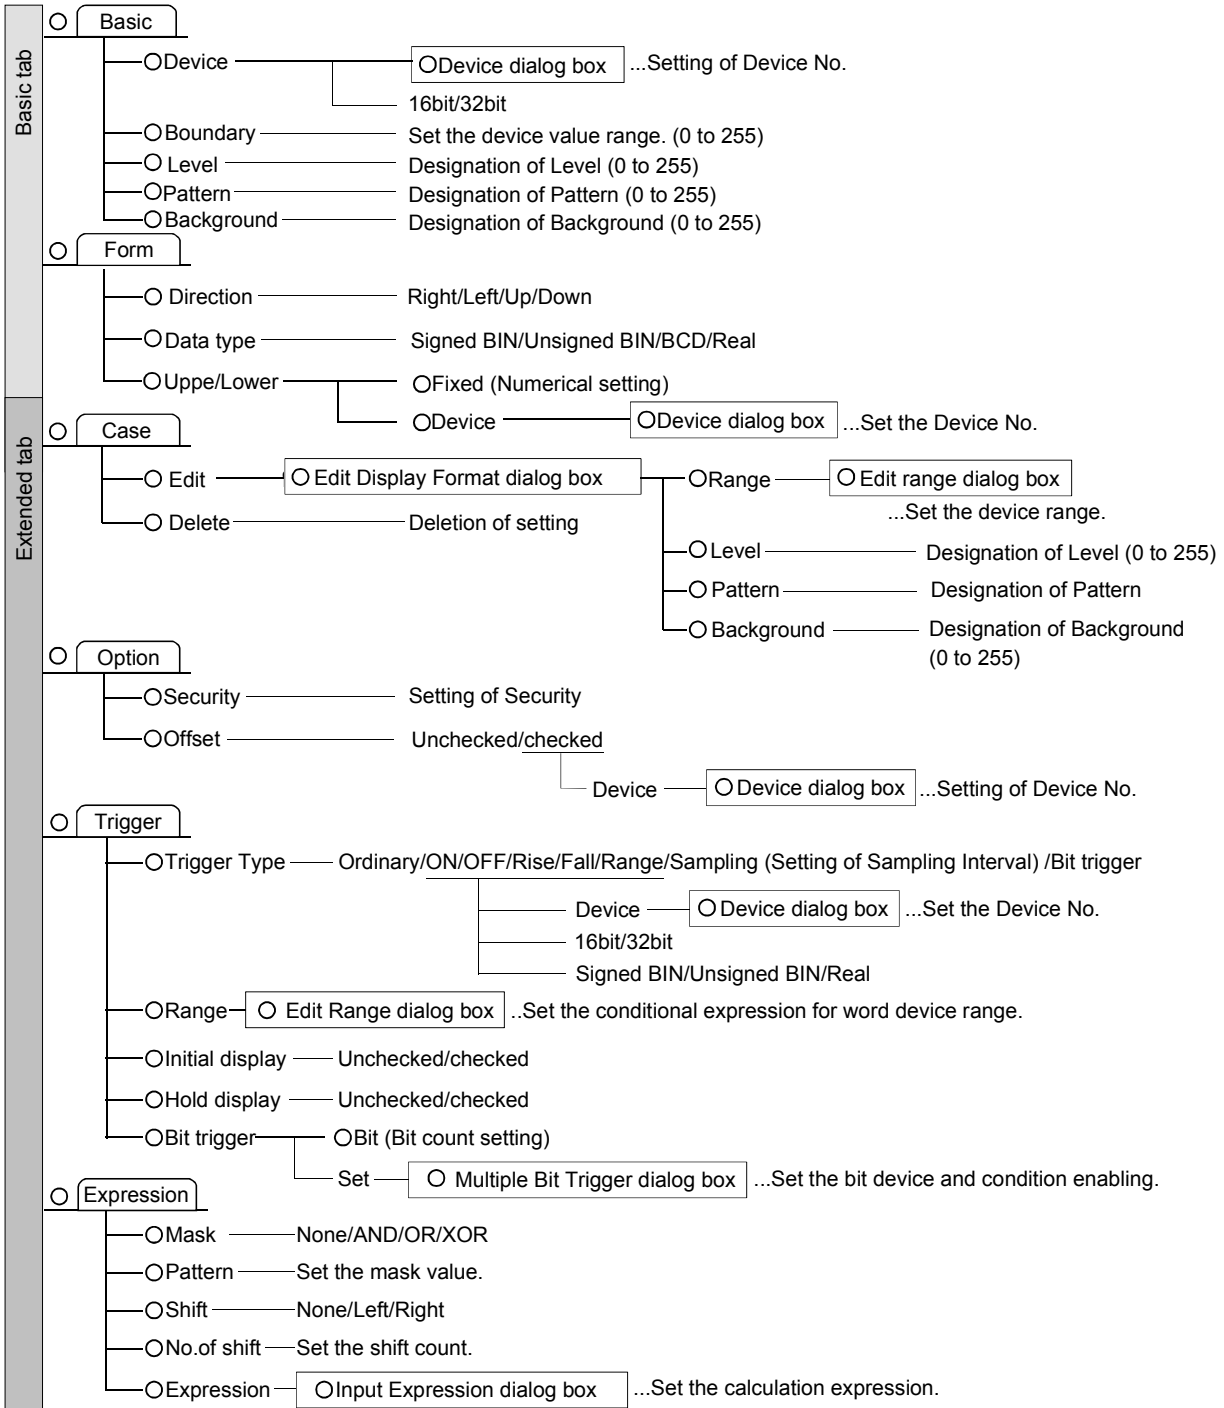 Basic tab
Basic
Device
Device dialog box ...Setting of Device No.
16bit/32bit
Boundary Set the device value range. (0 to 255)
Level Designation of Level (0 to 255)
Pattern Designation of Pattern (0 to 255)
Background Designation of Background (0 to 255)
Form
Direction Right/Left/Up/Down
Data type Signed BIN/Unsigned BIN/BCD/Real
Uppe/Lower Fixed (Numerical setting)
Device Device dialog box ...Set the Device No.
Extended tab
Case
Edit Edit Display Format dialog box Range Edit range dialog box
...Set the device range.
Delete Deletion of setting
Level Designation of Level (0 to 255)
Pattern Designation of Pattern
Background Designation of Background
(0 to 255)
Option
Security Setting of Security
Offset Unchecked/checked
Device Device dialog box ...Setting of Device No.
Trigger
Trigger Type Ordinary/ON/OFF/Rise/Fall/Range/Sampling (Setting of Sampling Interval) /Bit trigger
Device Device dialog box ...Set the Device No.
16bit/32bit
Signed BIN/Unsigned BIN/Real
Range Edit Range dialog box ..Set the conditional expression for word device range.
Initial display Unchecked/checked
Hold display Unchecked/checked
Bit trigger Bit (Bit count setting)
Set Multiple Bit Trigger dialog box ...Set the bit device and condition enabling.
Expression
Mask None/AND/OR/XOR
Pattern Set the mask value.
Shift None/Left/Right
No.of shift Set the shift count.
Expression Input Expression dialog box ...Set the calculation expression.